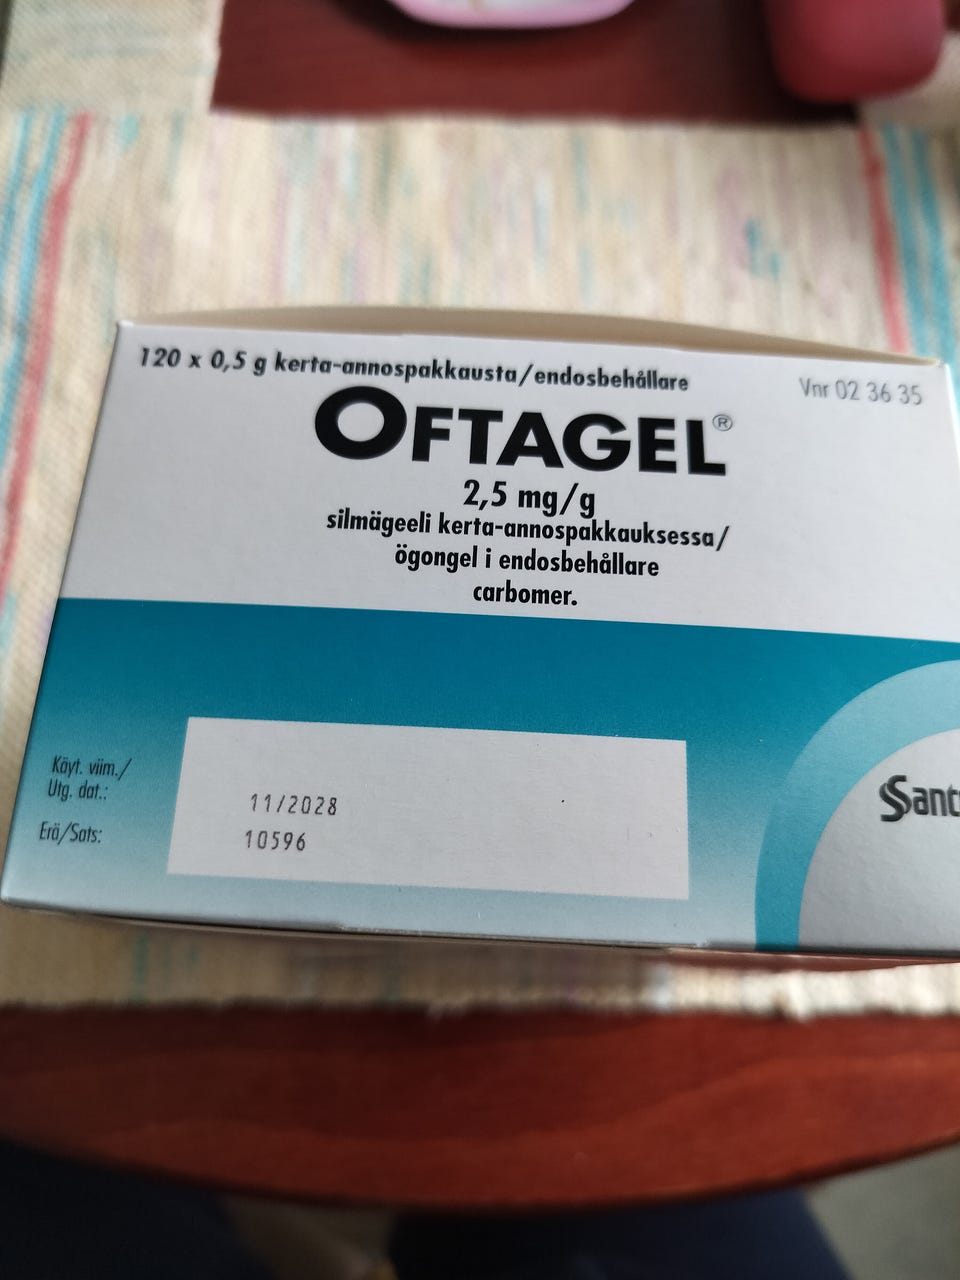 120 x 0,5 g kerta-annospakkausta/endosbehållare
Vnr 02 36 35
OFTAGEL®
2,5 mg/g
silmägeeli kerta-annospakkauksessa/
ögongel i endosbehållare
carbomer.
Käyt. viim./
Utg. dat.:
11/2028
Erä/Sats:
10596